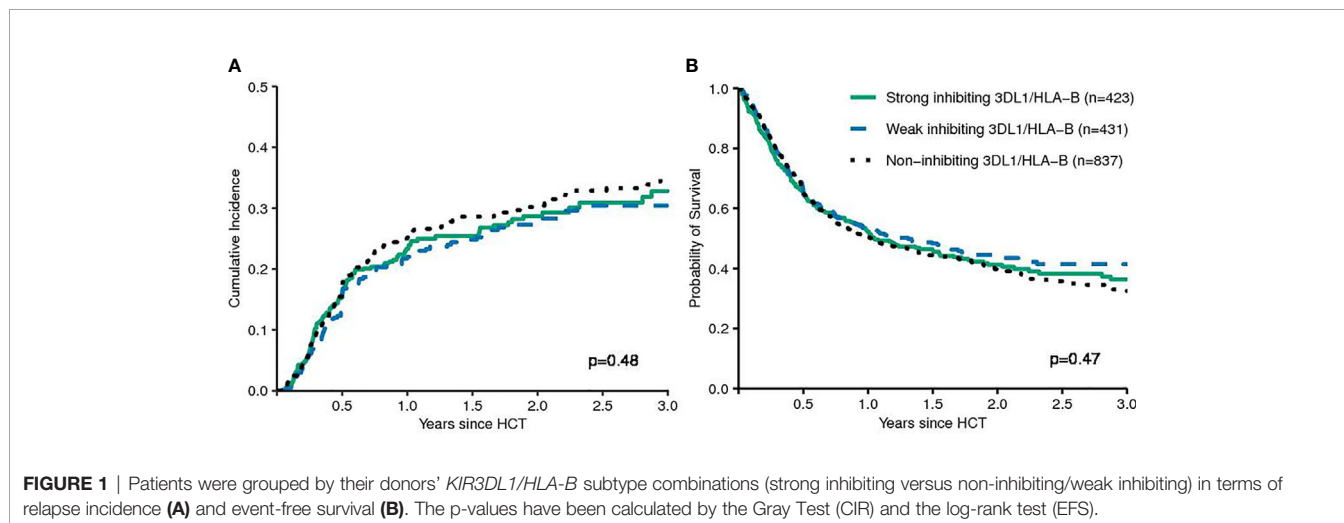 A
0.5
0.4
0.3
0.2
0.1
0.0
Cumulative Incidence
0.5
1.0
1.5
2.0
2.5
3.0
Years since HCT
p=0.48
B
1.0
0.8
0.6
0.4
0.2
0.0
Probability of Survival
0.5
1.0
1.5
2.0
2.5
3.0
Years since HCT
Strong inhibiting 3DL1/HLA−B (n=423)
Weak inhibiting 3DL1/HLA−B (n=431)
Non−inhibiting 3DL1/HLA−B (n=837)
p=0.47
FIGURE 1 | Patients were grouped by their donors’ KIR3DL1/HLA-B subtype combinations (strong inhibiting versus non-inhibiting/weak inhibiting) in terms of
relapse incidence (A) and event-free survival (B). The p-values have been calculated by the Gray Test (CIR) and the log-rank test (EFS).